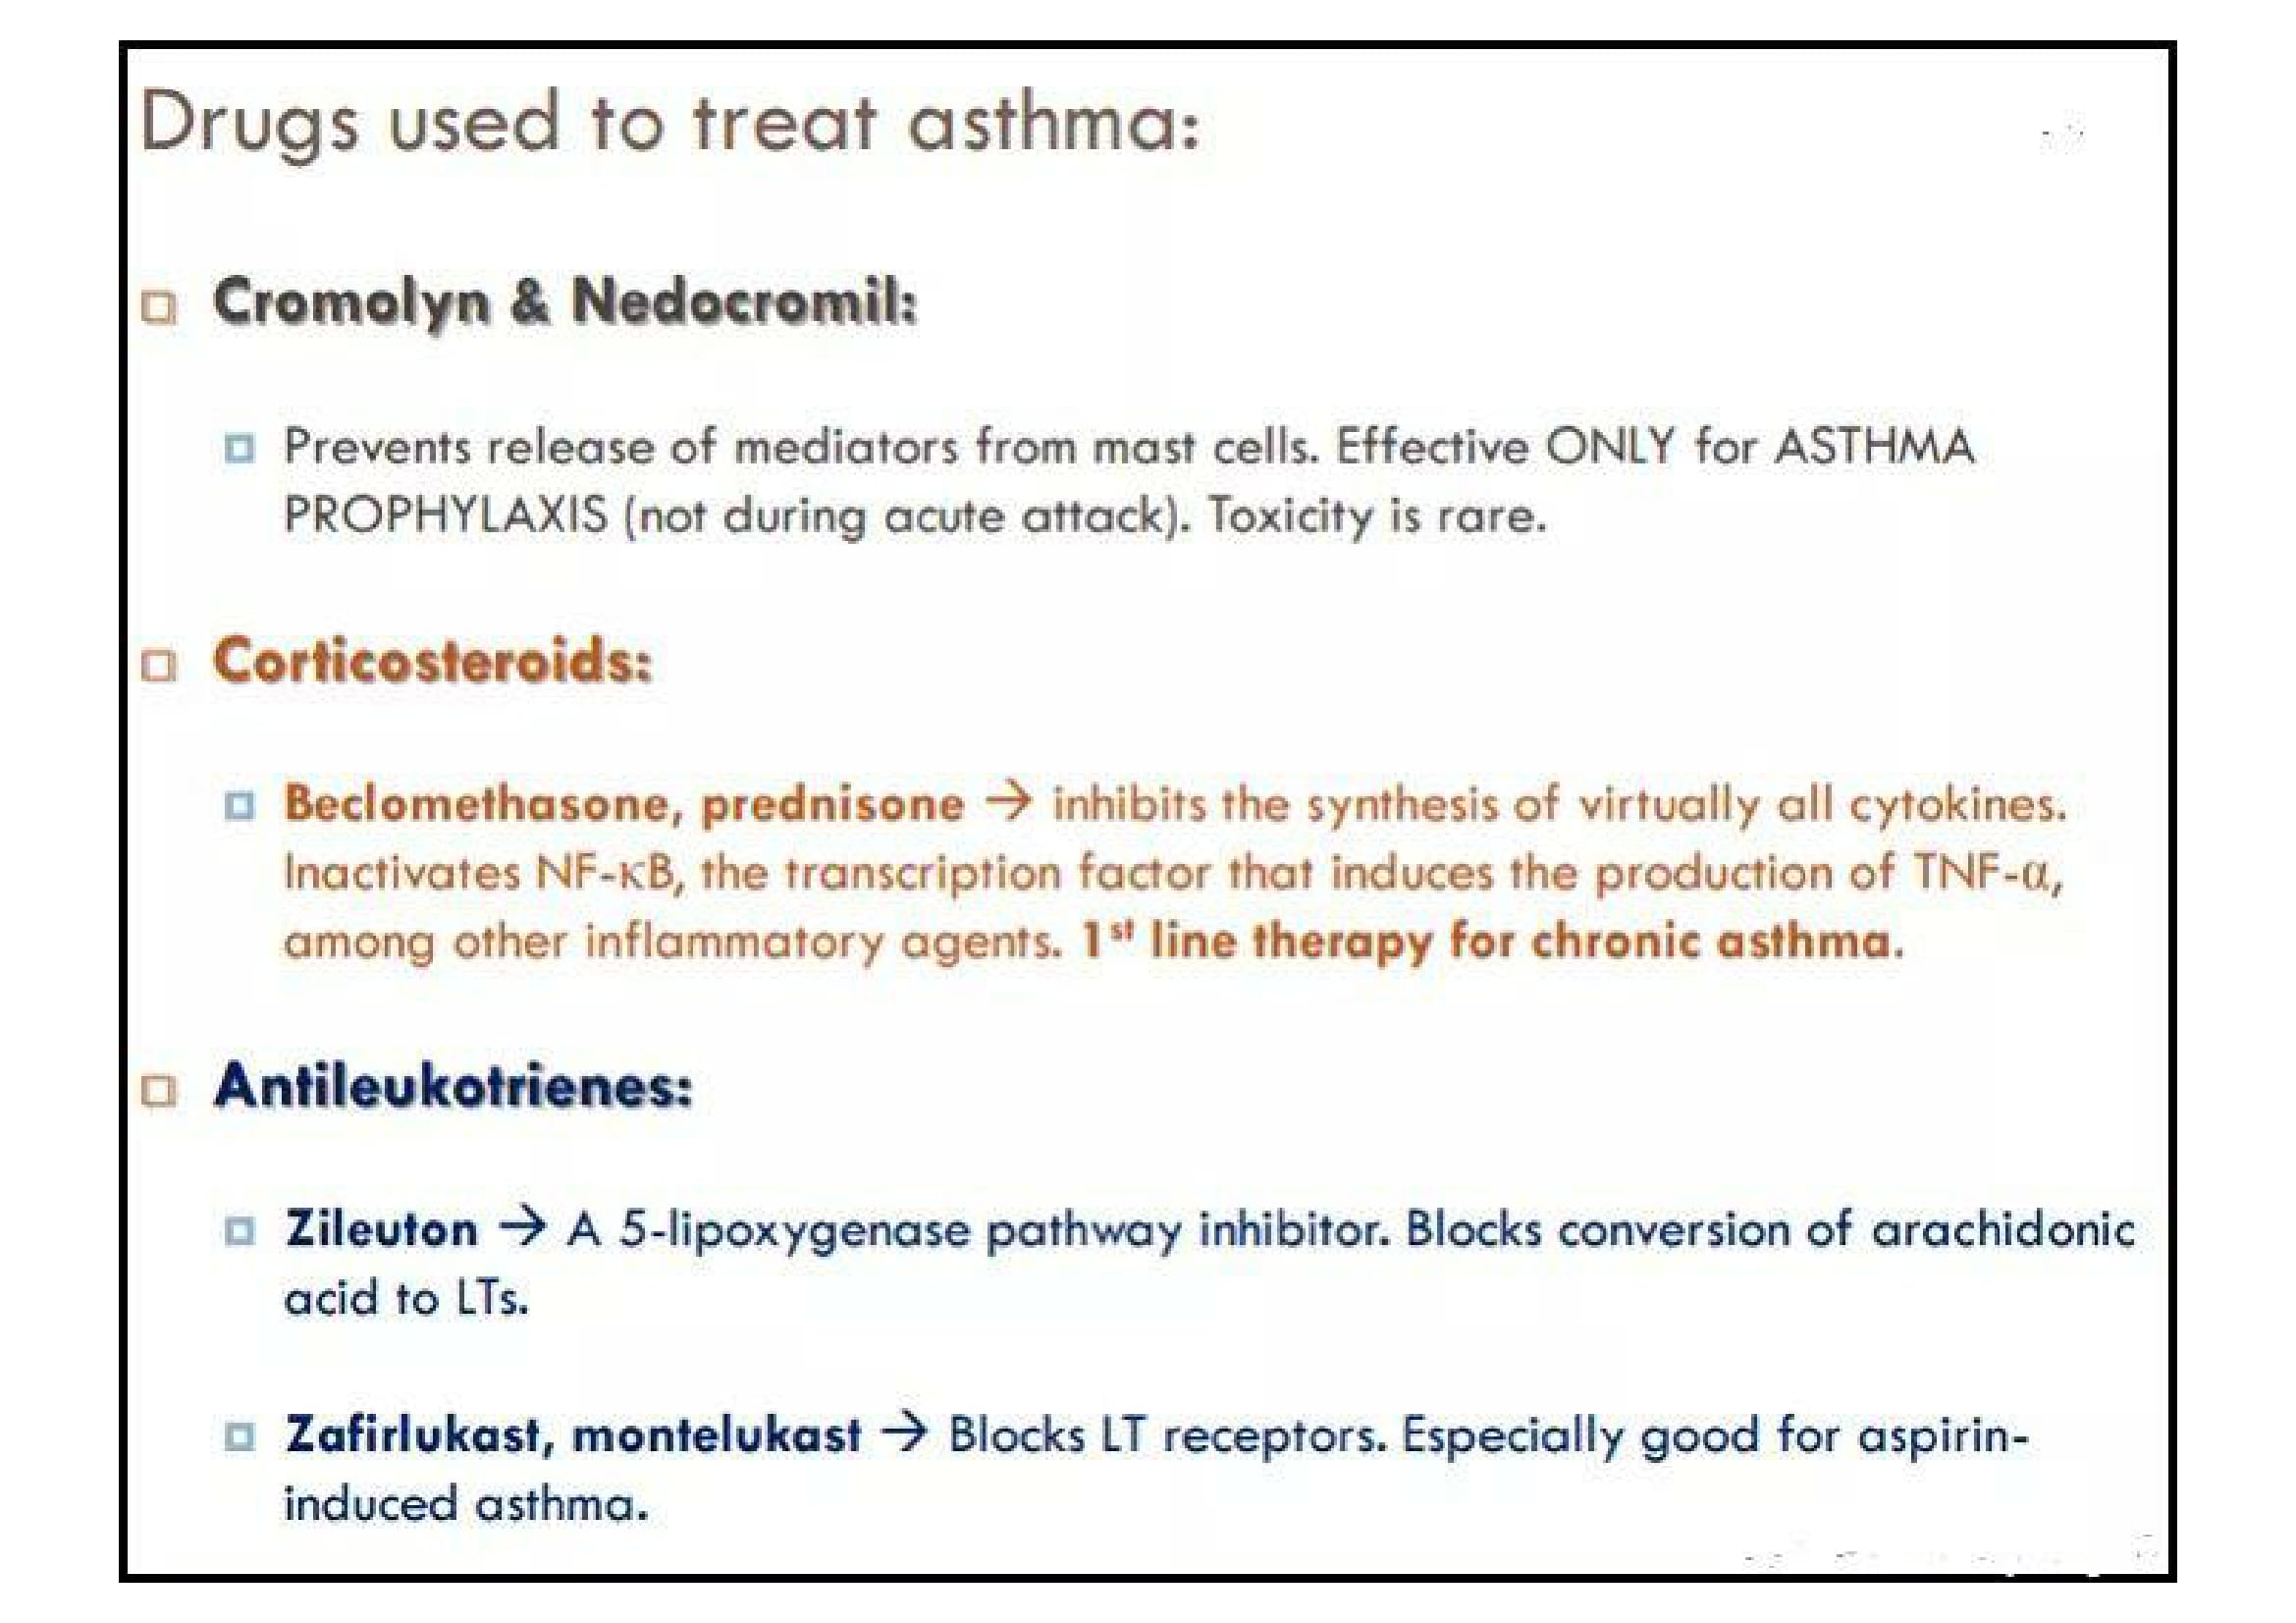 Drugs used to treat asthma:
Cromolyn & Nedocromil:
Prevents release of mediators from mast cells. Effective ONLY for ASTHMA
PROPHYLAXIS (not during acute attack). Toxicity is rare.
Corticosteroids:
Beclomethasone, prednisone → inhibits the synthesis of virtually all cytokines.
Inactivates NF-κB, the transcription factor that induces the production of TNF-α,
among other inflammatory agents. 1st line therapy for chronic asthma.
Antileukotrienes:
Zileuton → A 5-lipoxygenase pathway inhibitor. Blocks conversion of arachidonic
acid to LTs.
Zafirlukast, montelukast → Blocks LT receptors. Especially good for aspirin-
induced asthma.